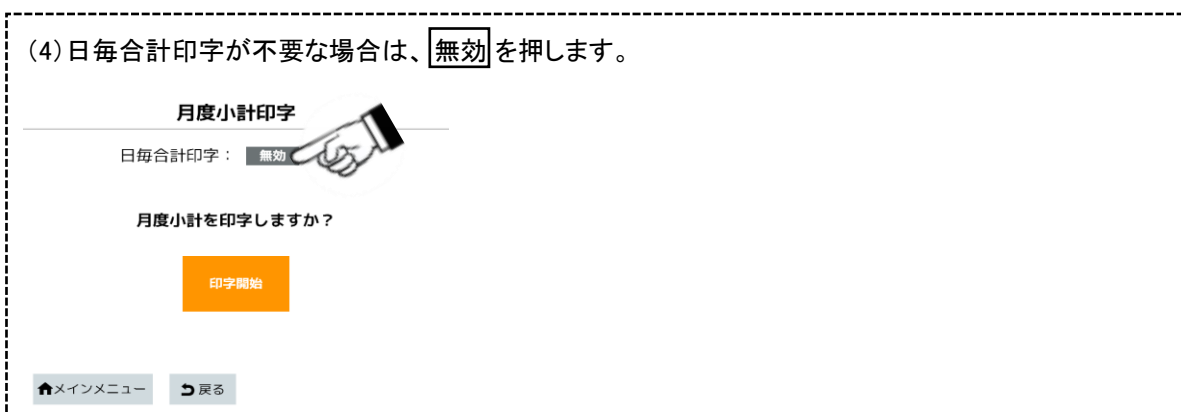 (4)日毎合計印字が不要な場合は、無効を押します。
月度小計印字
日毎合計印字： 無効
月度小計を印字しますか？
印字開始
メインメニュー 戻る